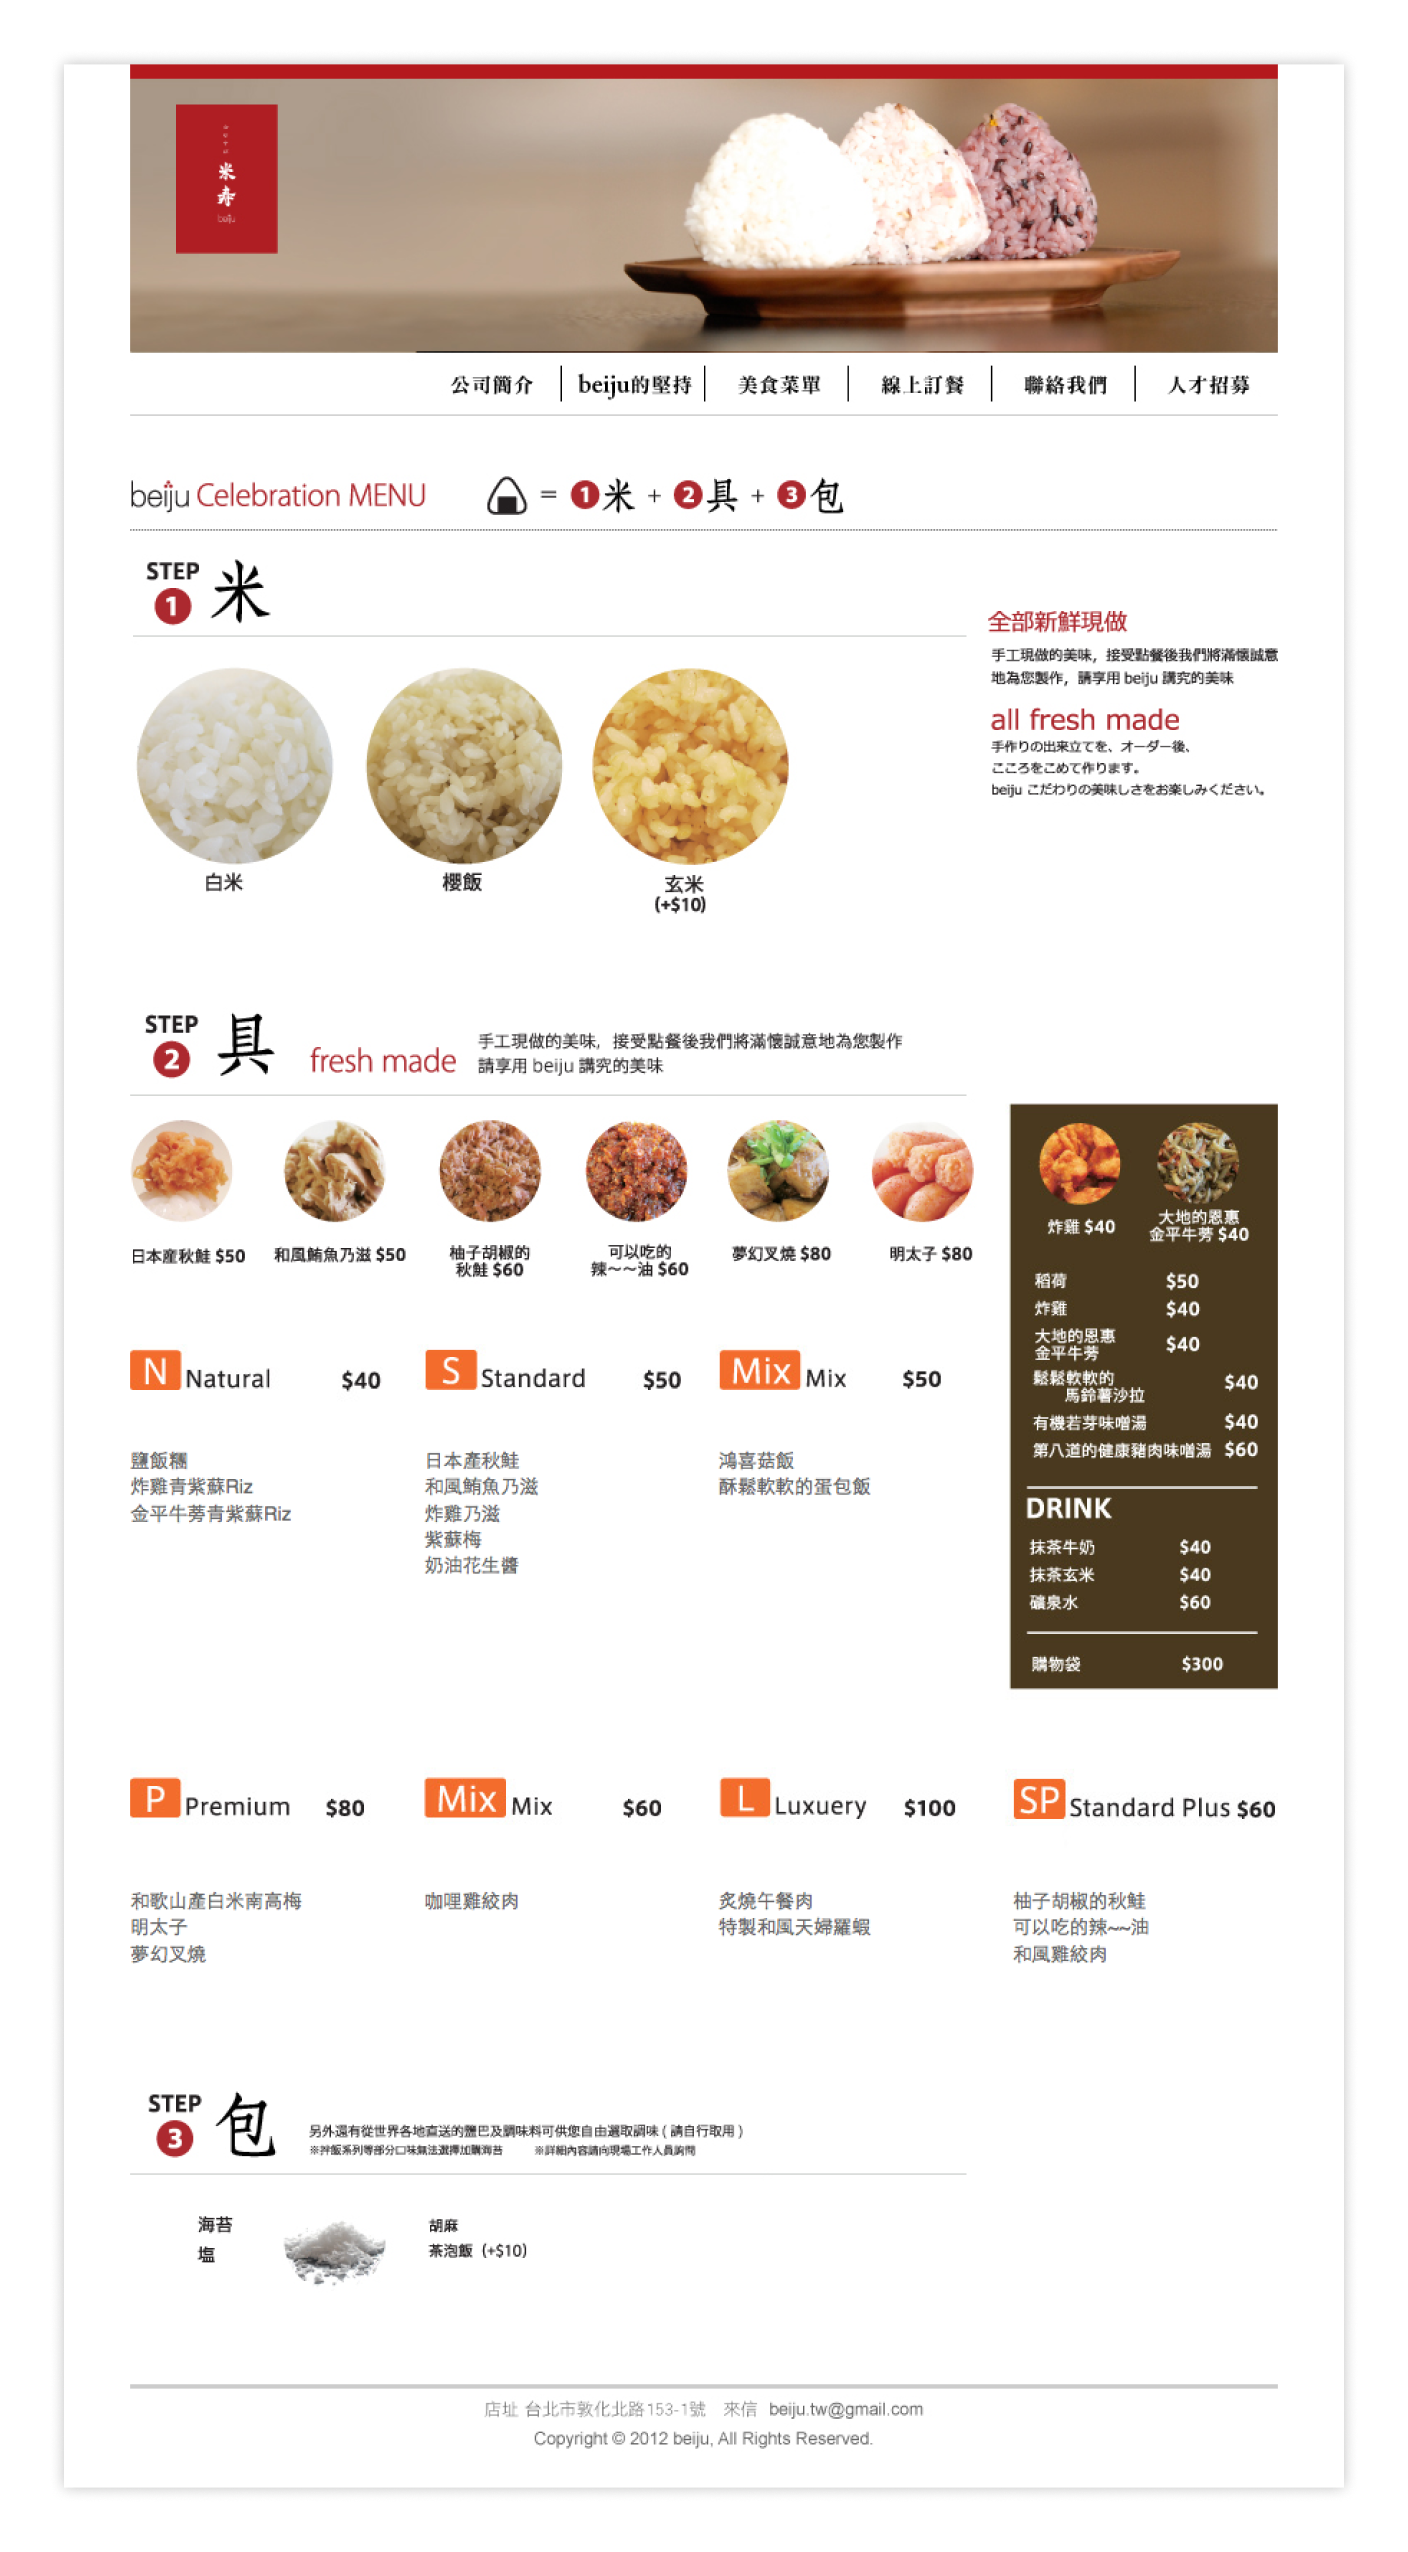 米寿
beiju
公司簡介
beiju的堅持
美食菜單
線上訂餐
聯絡我們
人才招募
beiju Celebration MENU
= 1米 + 2具 + 3包
STEP 1 米
全部新鮮現做
手工現做的美味，接受點餐後我們將滿懷誠意
地為您製作，請享用 beiju 講究的美味
all fresh made
手作りの出来立てを、オーダー後、
こころをこめて作ります。
beiju こだわりの美味しさをお楽しみください。
白米
櫻飯
玄米
(+$10)
STEP 2 具
fresh made
手工現做的美味，接受點餐後我們將滿懷誠意地為您製作
請享用 beiju 講究的美味
日本産秋鮭 $50
和風鮪魚乃滋 $50
柚子胡椒的
秋鮭 $60
可以吃的
辣～～油 $60
夢幻叉燒 $80
明太子 $80
炸雞 $40
大地的恩惠
金平牛蒡 $40
稻荷 $50
炸雞 $40
大地的恩惠
金平牛蒡 $40
鬆鬆軟軟的
馬鈴薯沙拉 $40
有機若芽味噌湯 $40
第八道的健康豬肉味噌湯 $60
DRINK
抹茶牛奶 $40
抹茶玄米 $40
礦泉水 $60
購物袋 $300
N Natural $40
鹽飯糰
炸雞青紫蘇Riz
金平牛蒡青紫蘇Riz
S Standard $50
日本產秋鮭
和風鮪魚乃滋
炸雞乃滋
紫蘇梅
奶油花生醬
Mix Mix $50
鴻喜菇飯
酥鬆軟軟的蛋包飯
P Premium $80
和歌山產白米南高梅
明太子
夢幻叉燒
Mix Mix $60
咖哩雞絞肉
L Luxuery $100
炙燒午餐肉
特製和風天婦羅蝦
SP Standard Plus $60
柚子胡椒的秋鮭
可以吃的辣~~油
和風雞絞肉
STEP 3 包
另外還有從世界各地直送的鹽巴及調味料可供您自由選取調味 ( 請自行取用 )
※拌飯系列等部分口味無法選擇加購海苔 ※詳細內容請向現場工作人員詢問
海苔
塩
胡麻
茶泡飯 (+$10)
店址 台北市敦化北路153-1號 來信 beiju.tw@gmail.com
Copyright © 2012 beiju, All Rights Reserved.